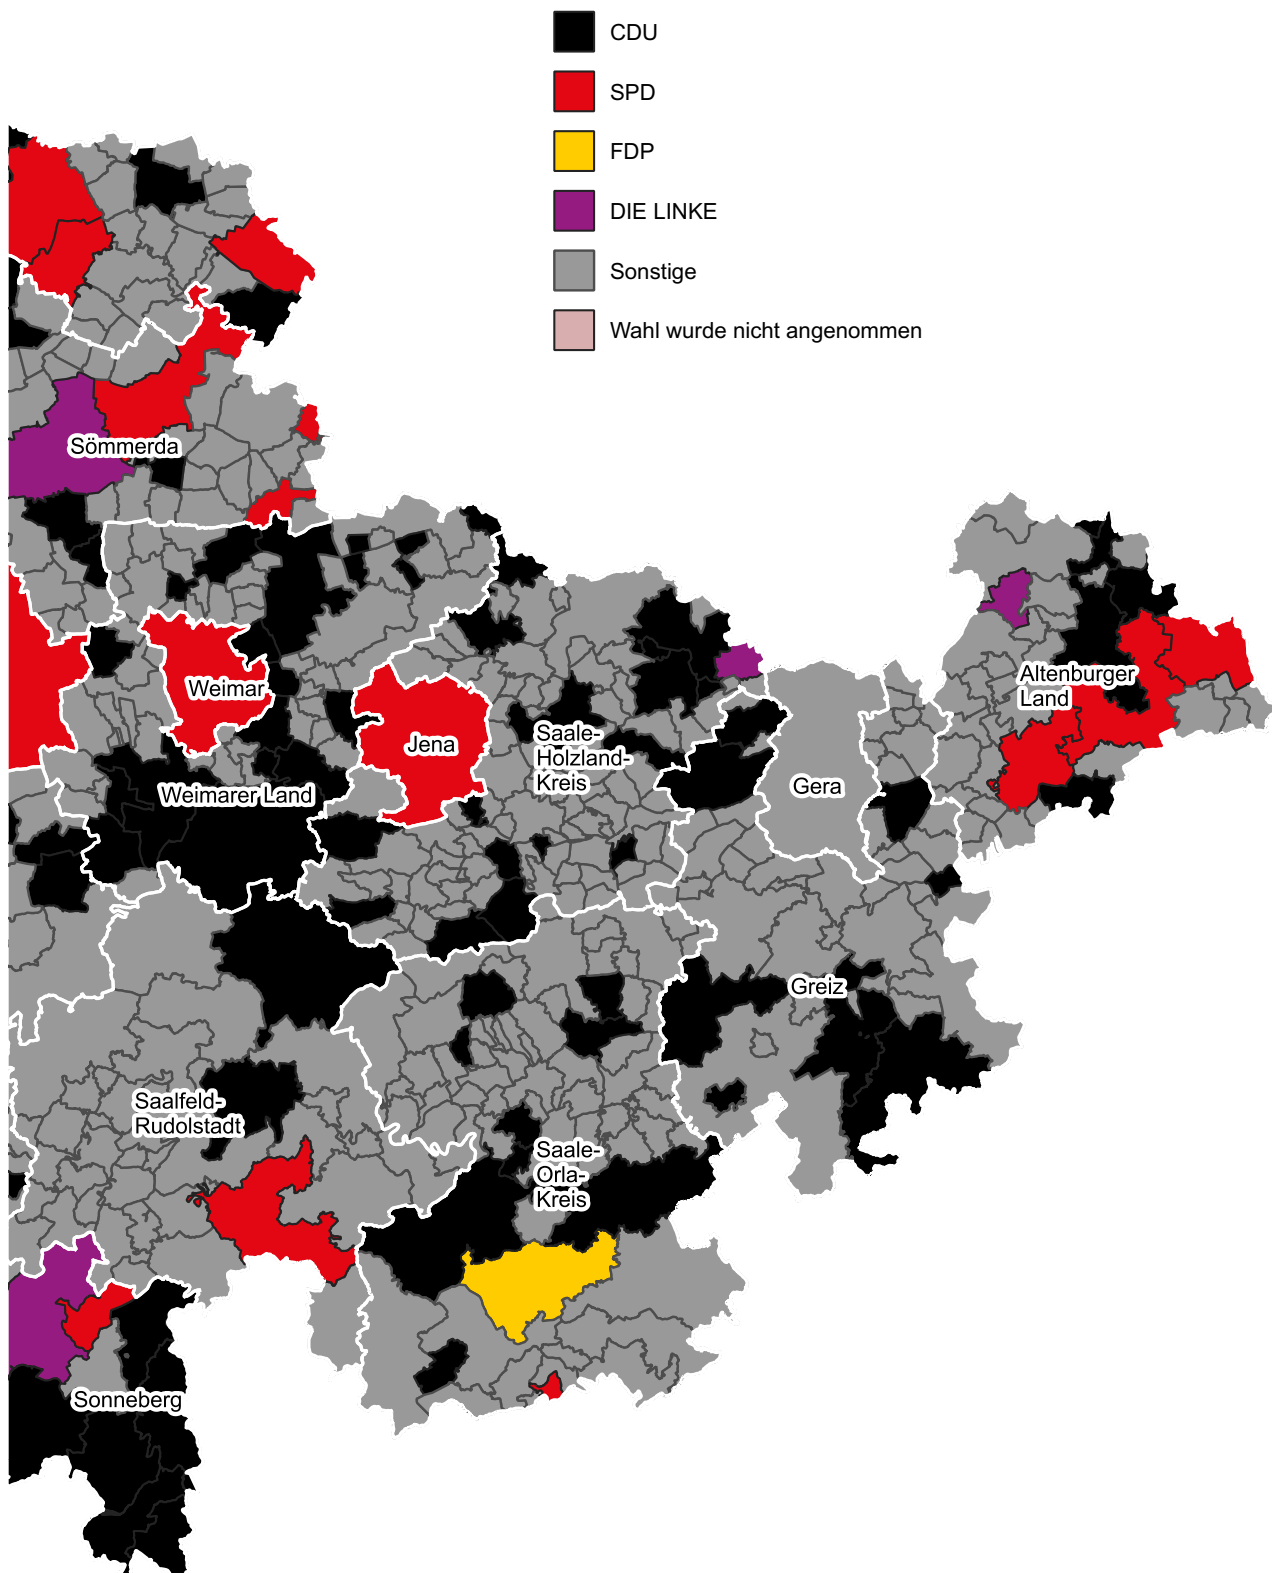 CDU
SPD
FDP
DIE LINKE
Sonstige
Wahl wurde nicht angenommen
Sömmerda
Weimar
Jena
Saale-
Holzland-
Kreis
Weimarer Land
Gera
Altenburger
Land
Greiz
Saalfeld-
Rudolstadt
Saale-
Orla-
Kreis
Sonneberg